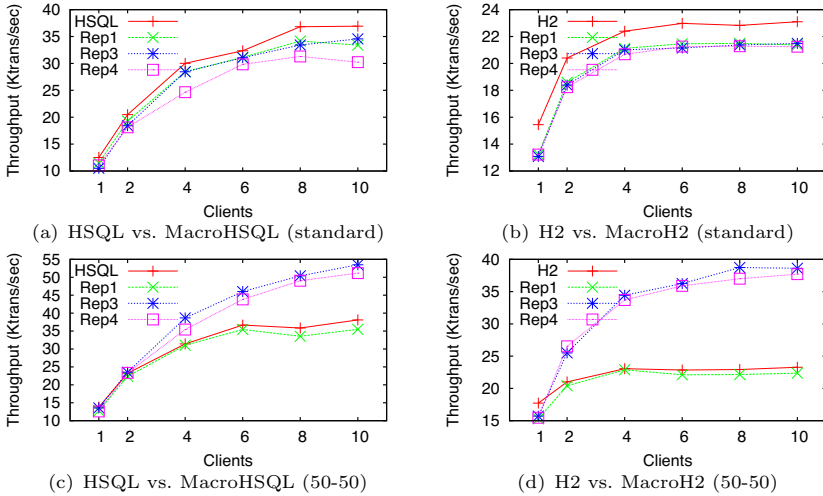 Throughput (Ktrans/sec)
40
35
30
25
20
15
10
HSQL
Rep1
Rep3
Rep4
1 2 4 6 8 10
Clients
(a) HSQL vs. MacroHSQL (standard)
Throughput (Ktrans/sec)
24
22
20
18
16
14
12
H2
Rep1
Rep3
Rep4
1 2 4 6 8 10
Clients
(b) H2 vs. MacroH2 (standard)
Throughput (Ktrans/sec)
55
50
45
40
35
30
25
20
15
10
HSQL
Rep1
Rep3
Rep4
1 2 4 6 8 10
Clients
(c) HSQL vs. MacroHSQL (50-50)
Throughput (Ktrans/sec)
40
35
30
25
20
15
H2
Rep1
Rep3
Rep4
1 2 4 6 8 10
Clients
(d) H2 vs. MacroH2 (50-50)